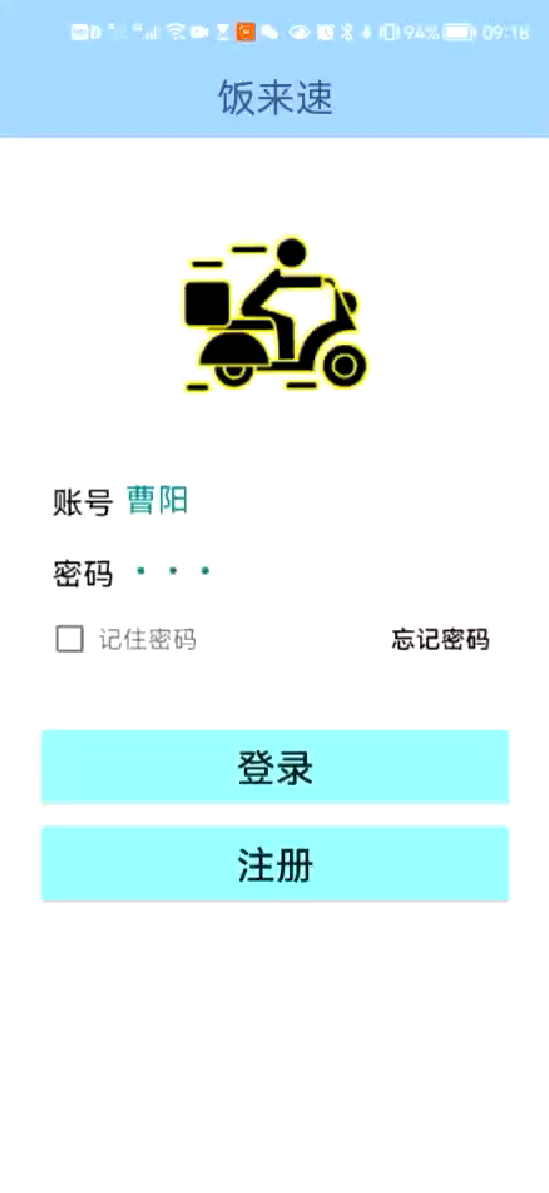 94% 09:18
饭来速
账号 曹阳
密码 • • •
记住密码 忘记密码
登录
注册